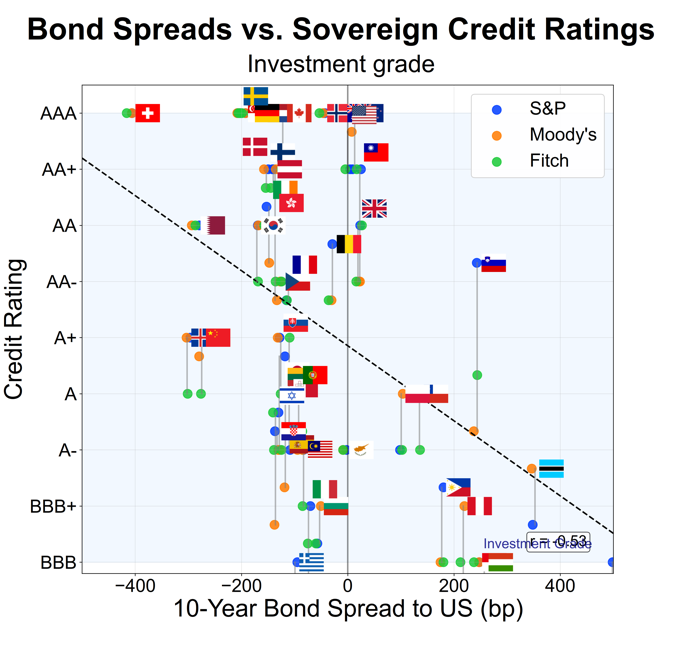 Bond Spreads vs. Sovereign Credit Ratings
Investment grade
S&P
Moody's
Fitch
AAA
AA+
AA
AA-
A+
A
A-
BBB+
BBB
Credit Rating
r = -0.53
Investment Grade
−400
−200
0
200
400
10-Year Bond Spread to US (bp)